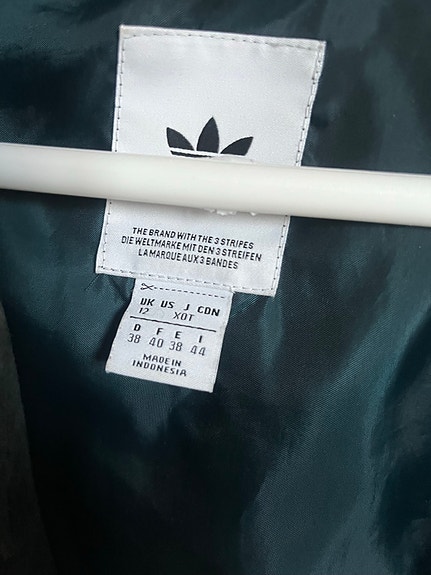 THE BRAND WITH THE 3 STRIPES
DIE WELTMARKE MIT DEN 3 STREIFEN
LA MARQUE AUX 3 BANDES
UK US J CDN
12 XOT
D F E I
38 40 38 44
MADE IN
INDONESIA